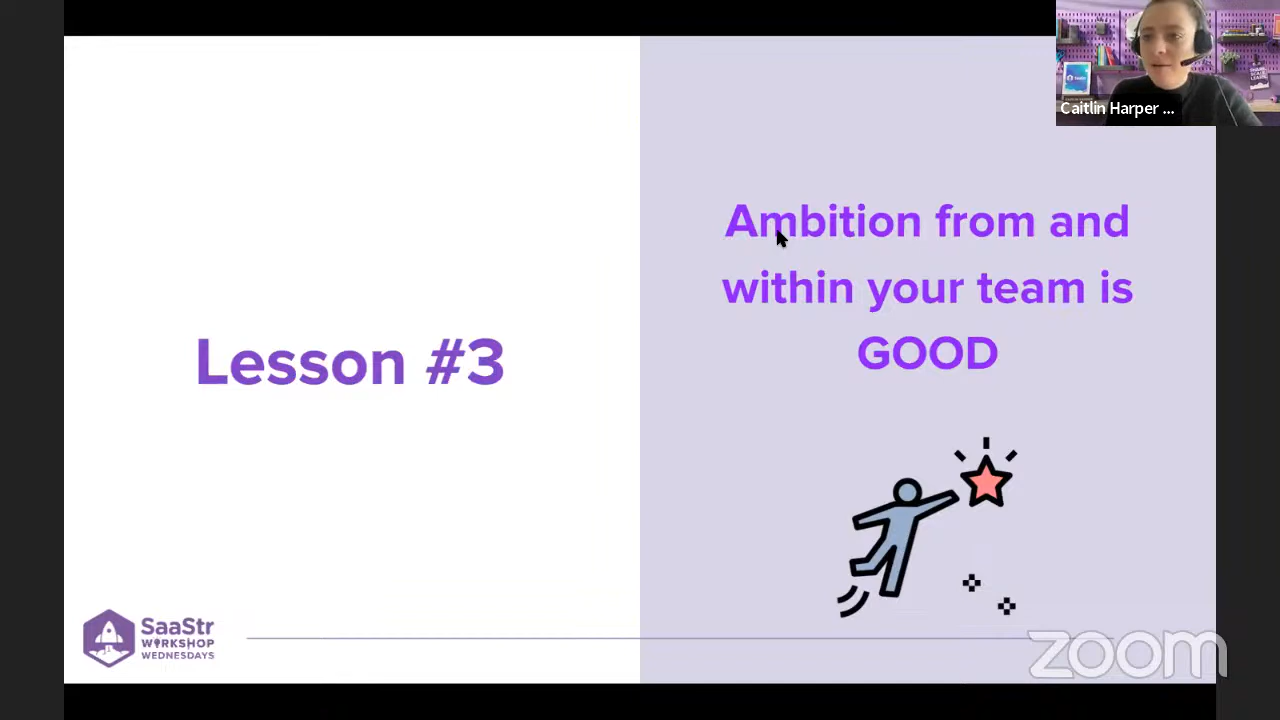 Caitlin Harper ...
Ambition from and
within your team is
GOOD
Lesson #3
SaaStr
WORKSHOP
WEDNESDAYS
zoom